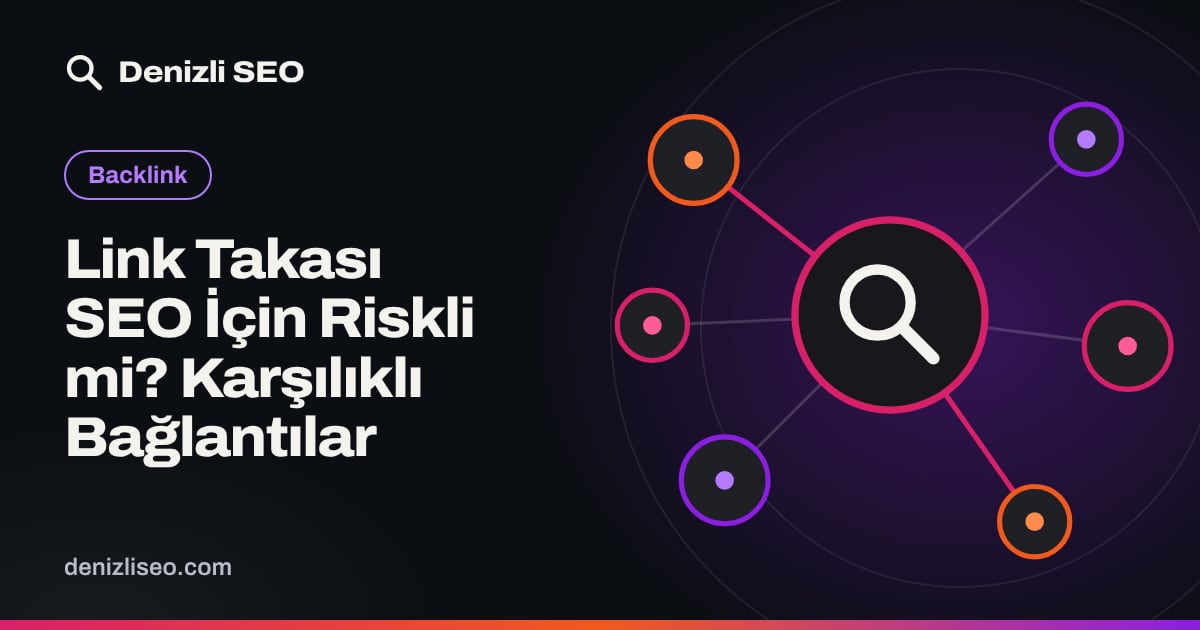 Denizli SEO
Backlink
Link Takası
SEO İçin Riskli
mi? Karşılıklı
Bağlantılar
denizliseo.com